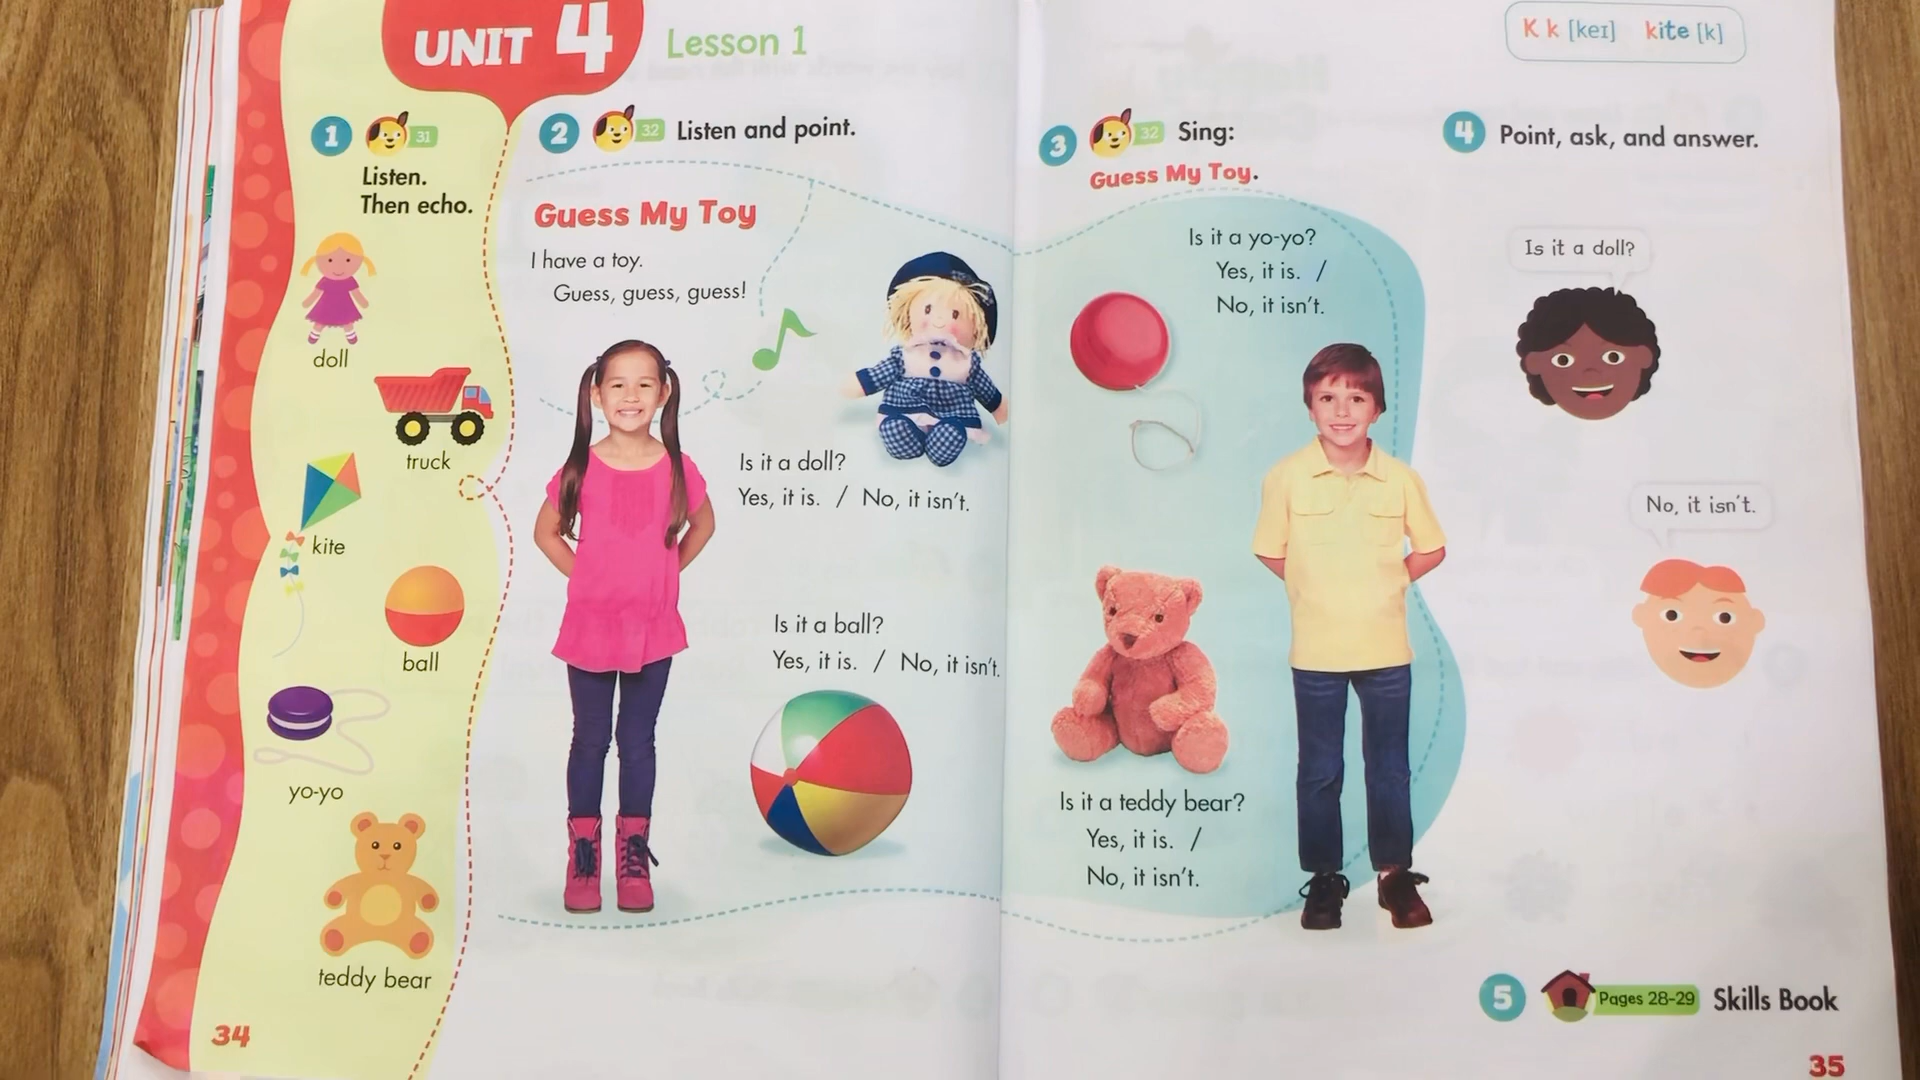 UNIT 4
Lesson 1
1
31
Listen.
Then echo.
doll
truck
kite
ball
yo-yo
teddy bear
34
2
32
Listen and point.
Guess My Toy
I have a toy.
Guess, guess, guess!
Is it a doll?
Yes, it is. / No, it isn't.
Is it a ball?
Yes, it is. / No, it isn't.
3
32
Sing:
Guess My Toy.
Is it a yo-yo?
Yes, it is. /
No, it isn't.
Is it a teddy bear?
Yes, it is. /
No, it isn't.
K k [keɪ] kite [k]
4
Point, ask, and answer.
Is it a doll?
No, it isn't.
5
Pages 28-29
Skills Book
35